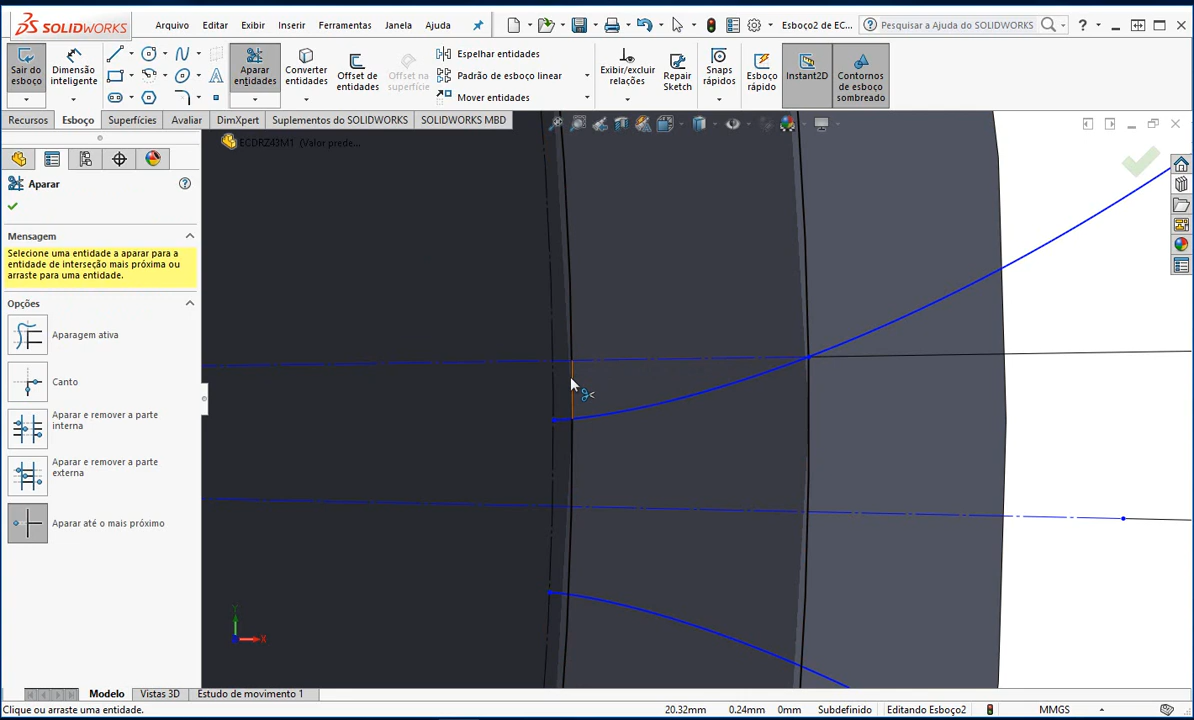 SOLIDWORKS
Arquivo Editar Exibir Inserir Ferramentas Janela Ajuda
Esboço2 de EC...
Pesquisar a Ajuda do SOLIDWORKS
Sair do esboço
Dimensão inteligente
Aparar entidades
Converter entidades
Offset de entidades
Offset na superfície
Espelhar entidades
Padrão de esboço linear
Mover entidades
Exibir/excluir relações
Repair Sketch
Snaps rápidos
Esboço rápido
Instant2D
Contornos de esboço sombreado
Recursos Esboço Superfícies Avaliar DimXpert Suplementos do SOLIDWORKS SOLIDWORKS MBD
ECDRZ43M1 (Valor prede...
Aparar
Mensagem
Selecione uma entidade a aparar para a
entidade de interseção mais próxima ou
arraste para uma entidade.
Opções
Aparagem ativa
Canto
Aparar e remover a parte
interna
Aparar e remover a parte
externa
Aparar até o mais próximo
Y
X
Modelo Vistas 3D Estudo de movimento 1
Clique ou arraste uma entidade.
20.32mm 0.24mm 0mm Subdefinido Editando Esboço2 MMGS